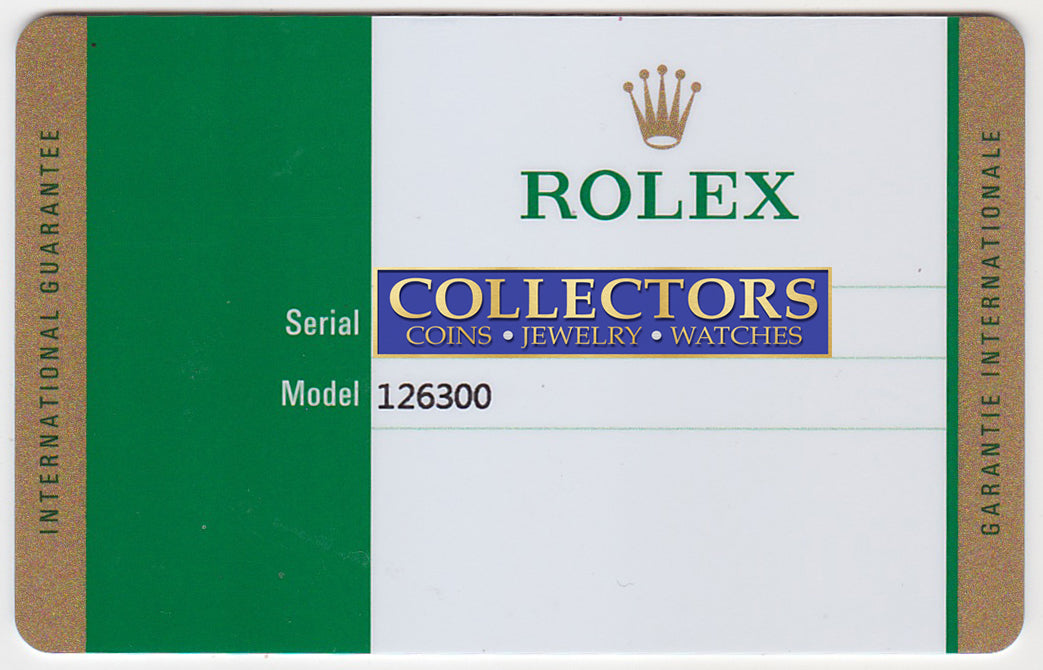 INTERNATIONAL GUARANTEE
ROLEX
Serial
COLLECTORS
COINS • JEWELRY • WATCHES
Model 126300
GARANTIE INTERNATIONALE